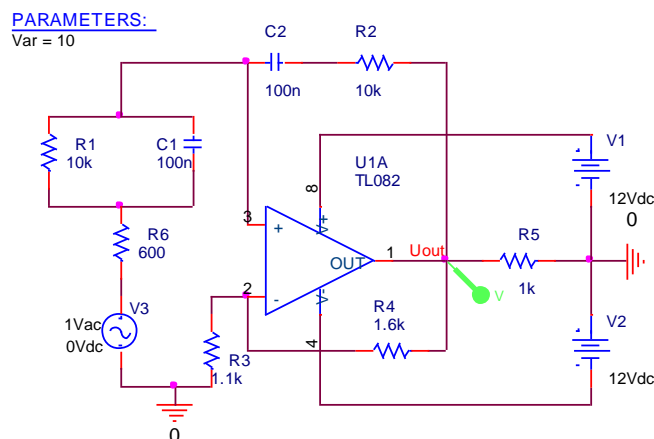 PARAMETERS:
Var = 10
C2
100n
R2
10k
R1
10k
C1
100n
R6
600
V3
1Vac
0Vdc
R3
1.1k
0
U1A
TL082
3
+
2
-
8
V+
OUT
1
V-
4
Uout
V
R4
1.6k
R5
1k
V1
12Vdc
0
V2
12Vdc